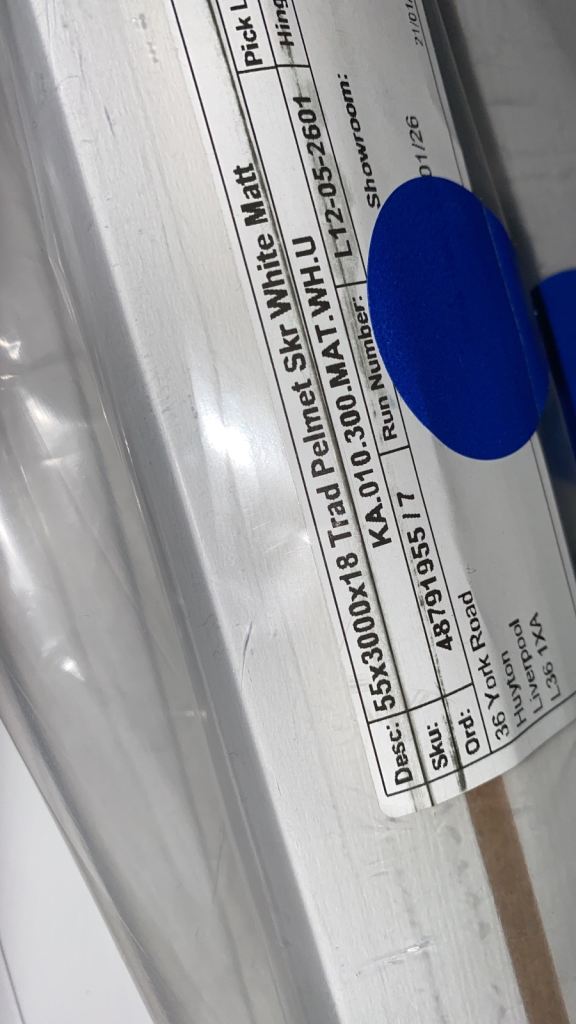 Desc: 55x3000x18 Trad Pelmet Skr White Matt Pick
Sku: KA.010.300.MAT.WH.U
Ord: 48791955 / 7 Run Number: L12-05-2601
36 York Road Showroom:
Huyton
Liverpool
L36 1XA
01/26
21/01/